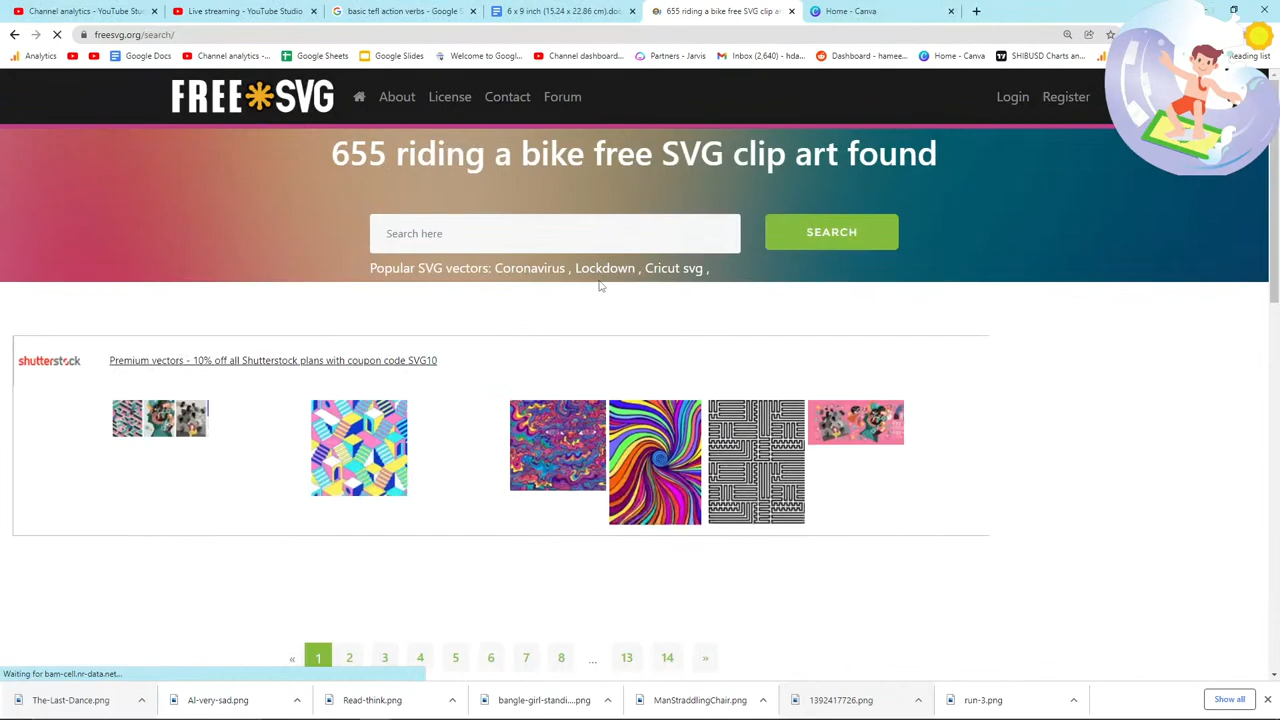 Channel analytics - YouTube Stu
Live streaming - YouTube Studio
basic tefl action verbs - Google S
6 x 9 inch (15.24 x 22.86 cm).doc
655 riding a bike free SVG clip art
Home - Canva
freesvg.org/search/
Analytics
Google Docs
Channel analytics -...
Google Sheets
Google Slides
Welcome to Googl...
Channel dashboard...
Partners - Jarvis
Inbox (2,640) - hda...
Dashboard - hamee...
Home - Canva
SHIBUSD Charts an...
Reading list
FREE SVG
About
License
Contact
Forum
Login
Register
655 riding a bike free SVG clip art found
Search here
SEARCH
Popular SVG vectors: Coronavirus , Lockdown , Cricut svg ,
shutterstock
Premium vectors - 10% off all Shutterstock plans with coupon code SVG10
« 1 2 3 4 5 6 7 8 ... 13 14 »
Waiting for bam-cell.nr-data.net...
The-Last-Dance.png
Al-very-sad.png
Read-think.png
bangle-girl-standi....png
ManStraddlingChair.png
1392417726.png
run-3.png
Show all